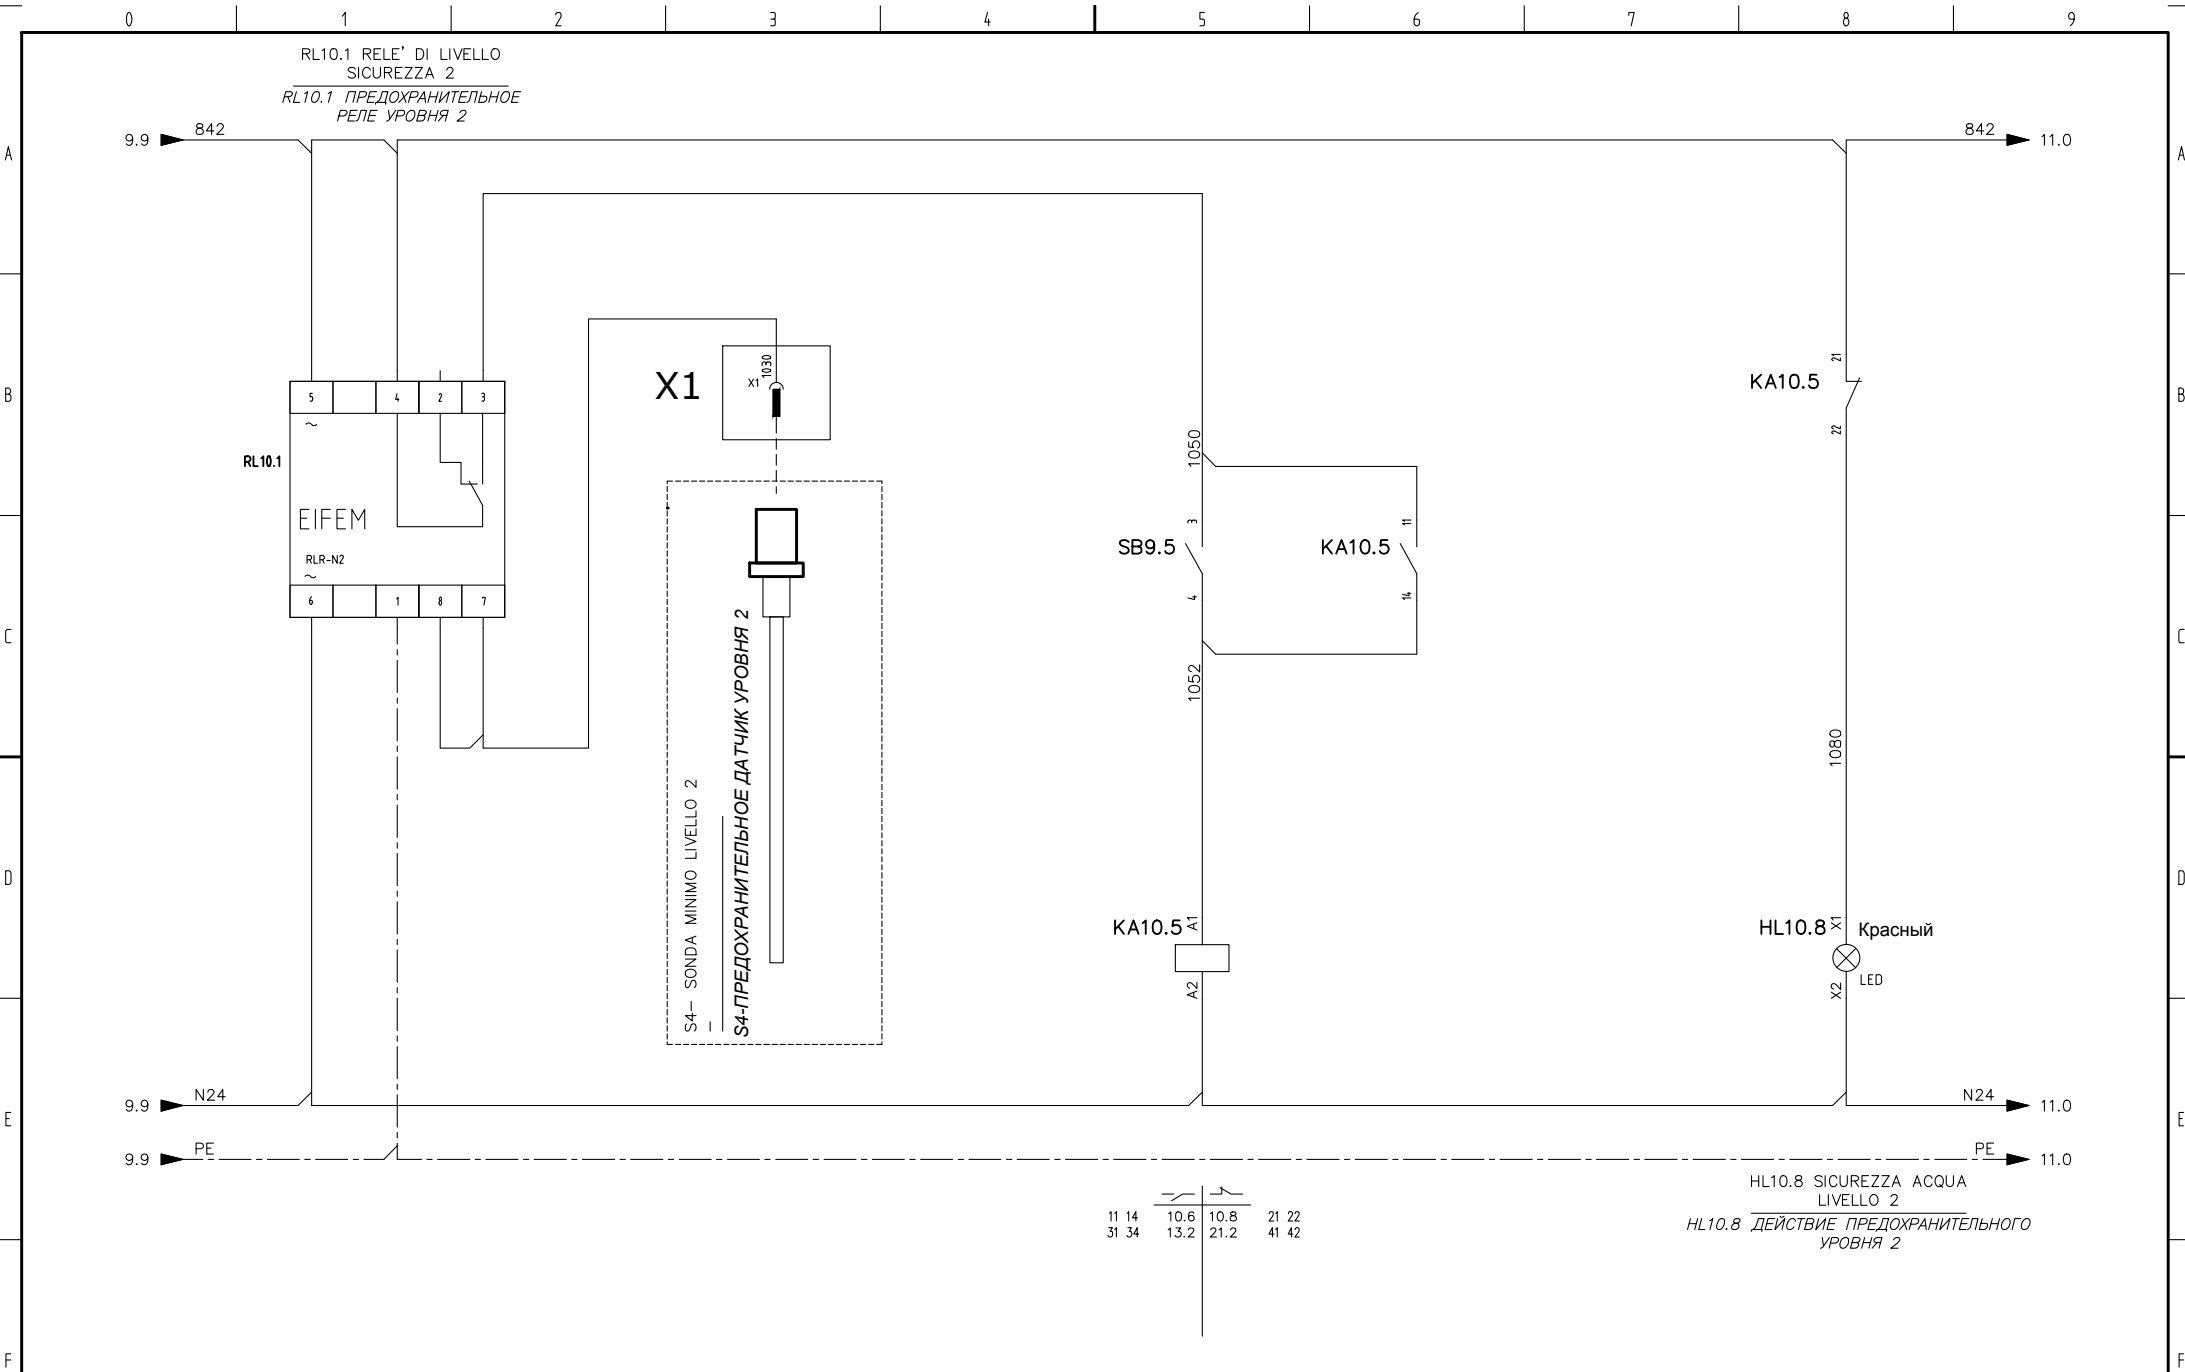 0 1 2 3 4 5 6 7 8 9
RL10.1 RELE' DI LIVELLO
SICUREZZA 2
RL10.1 ПРЕДОХРАНИТЕЛЬНОЕ
РЕЛЕ УРОВНЯ 2
9.9 842
842 11.0
A A
B B
C C
D D
E E
F F
X1
X1
1030
5 4 2 3
~
RL10.1
EIFEM
RLR-N2
~
6 1 8 7
S4- SONDA MINIMO LIVELLO 2
S4-ПРЕДОХРАНИТЕЛЬНОЕ ДАТЧИК УРОВНЯ 2
1050
3
SB9.5
4
11
KA10.5
14
1052
KA10.5
A1
A2
21
KA10.5
22
1080
HL10.8 X1 Красный
LED
X2
9.9 N24
N24 11.0
9.9 PE
PE 11.0
11 14 10.6 10.8 21 22
31 34 13.2 21.2 41 42
HL10.8 SICUREZZA ACQUA
LIVELLO 2
HL10.8 ДЕЙСТВИЕ ПРЕДОХРАНИТЕЛЬНОГО
УРОВНЯ 2